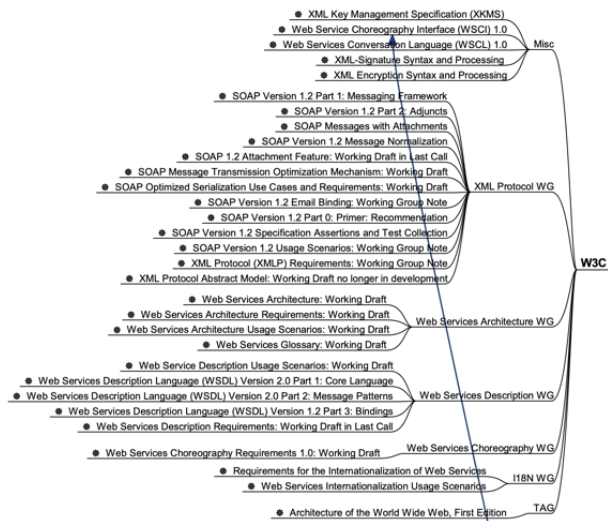 XML Key Management Specification (XKMS)
Web Service Choreography Interface (WSCI) 1.0
Web Services Conversation Language (WSCL) 1.0
XML-Signature Syntax and Processing
XML Encryption Syntax and Processing
Misc
SOAP Version 1.2 Part 1: Messaging Framework
SOAP Version 1.2 Part 2: Adjuncts
SOAP Messages with Attachments
SOAP Version 1.2 Message Normalization
SOAP 1.2 Attachment Feature: Working Draft in Last Call
SOAP Message Transmission Optimization Mechanism: Working Draft
SOAP Optimized Serialization Use Cases and Requirements: Working Draft
SOAP Version 1.2 Email Binding: Working Group Note
SOAP Version 1.2 Part 0: Primer: Recommendation
SOAP Version 1.2 Specification Assertions and Test Collection
SOAP Version 1.2 Usage Scenarios: Working Group Note
XML Protocol (XMLP) Requirements: Working Group Note
XML Protocol Abstract Model: Working Draft no longer in development
XML Protocol WG
W3C
Web Services Architecture: Working Draft
Web Services Architecture Requirements: Working Draft
Web Services Architecture Usage Scenarios: Working Draft
Web Services Glossary: Working Draft
Web Services Architecture WG
Web Service Description Usage Scenarios: Working Draft
Web Services Description Language (WSDL) Version 2.0 Part 1: Core Language
Web Services Description Language (WSDL) Version 2.0 Part 2: Message Patterns
Web Services Description Language (WSDL) Version 1.2 Part 3: Bindings
Web Services Description Requirements: Working Draft in Last Call
Web Services Description WG
Web Services Choreography Requirements 1.0: Working Draft
Web Services Choreography WG
Requirements for the Internationalization of Web Services
Web Services Internationalization Usage Scenarios
I18N WG
Architecture of the World Wide Web, First Edition
TAG